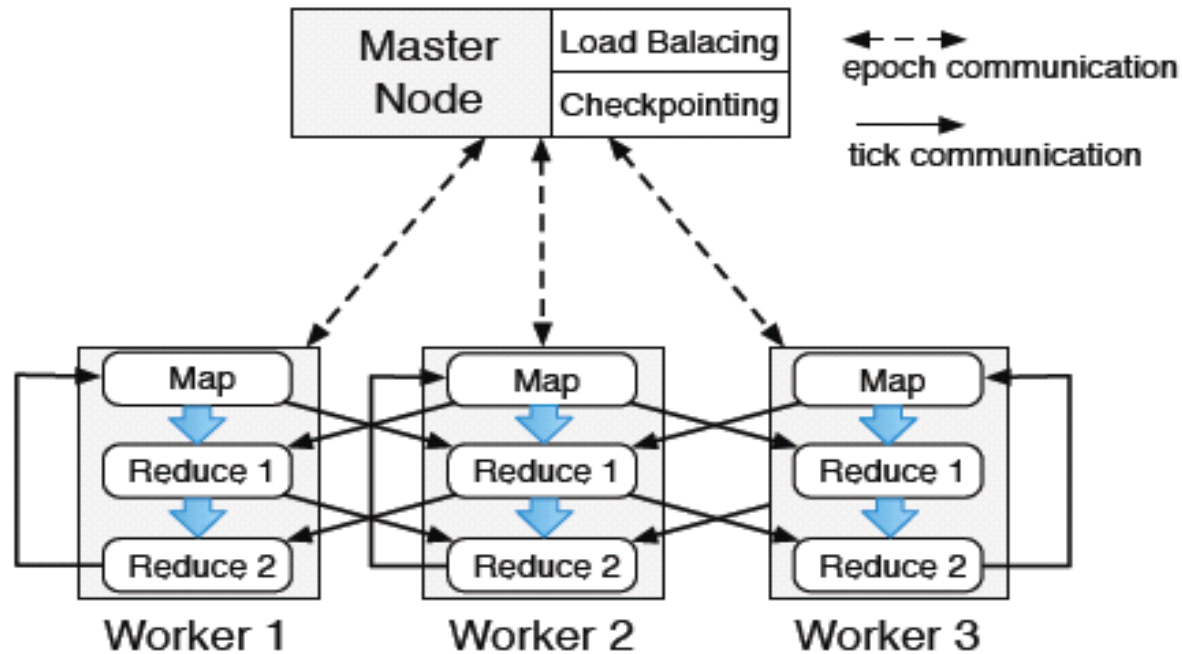 Master
Node
Load Balacing
Checkpointing
epoch communication
tick communication
Map
Reduce 1
Reduce 2
Worker 1
Map
Reduce 1
Reduce 2
Worker 2
Map
Reduce 1
Reduce 2
Worker 3